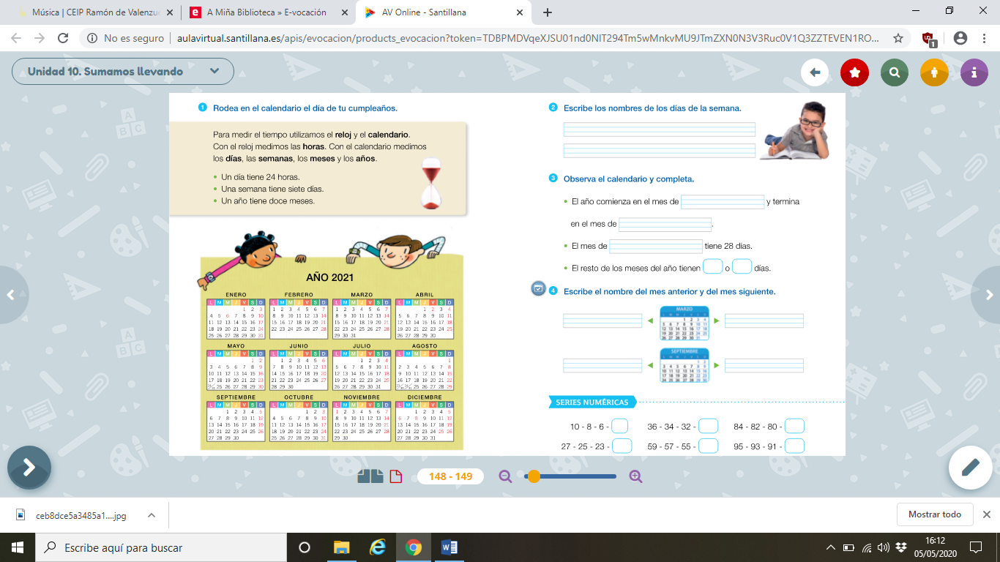 Música | CEIP Ramón de Valenzue
A Miña Biblioteca » E-vocación
AV Online - Santillana
No es seguro | aulavirtual.santillana.es/apis/evocacion/products_evocacion?token=TDBPMDVqeXJSU01nd0NlT294Tm5wMnkvMU9JTmZXN0N3V3Ruc0V1Q3ZZTEVEN1RO...
Unidad 10. Sumamos llevando
1 Rodea en el calendario el día de tu cumpleaños.
Para medir el tiempo utilizamos el reloj y el calendario.
Con el reloj medimos las horas. Con el calendario medimos
los días, las semanas, los meses y los años.
• Un día tiene 24 horas.
• Una semana tiene siete días.
• Un año tiene doce meses.
AÑO 2021
ENERO FEBRERO MARZO ABRIL
L M M J V S D L M M J V S D L M M J V S D L M M J V S D
1 2 3 1 2 3 4 5 6 7 1 2 3 4 5 6 7 1 2 3 4
4 5 6 7 8 9 10 8 9 10 11 12 13 14 8 9 10 11 12 13 14 5 6 7 8 9 10 11
11 12 13 14 15 16 17 15 16 17 18 19 20 21 15 16 17 18 19 20 21 12 13 14 15 16 17 18
18 19 20 21 22 23 24 22 23 24 25 26 27 28 22 23 24 25 26 27 28 19 20 21 22 23 24 25
25 26 27 28 29 30 31 29 30 31 26 27 28 29 30
MAYO JUNIO JULIO AGOSTO
L M M J V S D L M M J V S D L M M J V S D L M M J V S D
1 2 1 2 3 4 5 6 1 2 3 4 1
3 4 5 6 7 8 9 7 8 9 10 11 12 13 5 6 7 8 9 10 11 2 3 4 5 6 7 8
10 11 12 13 14 15 16 14 15 16 17 18 19 20 12 13 14 15 16 17 18 9 10 11 12 13 14 15
17 18 19 20 21 22 23 21 22 23 24 25 26 27 19 20 21 22 23 24 25 16 17 18 19 20 21 22
25 26 27 28 29 30 28 29 30 26 27 28 29 30 31 25 26 27 28 29
SEPTIEMBRE OCTUBRE NOVIEMBRE DICIEMBRE
L M M J V S D L M M J V S D L M M J V S D L M M J V S D
1 2 3 4 5 1 2 3 1 2 3 4 5 6 7 1 2 3 4 5
6 7 8 9 10 11 12 4 5 6 7 8 9 10 8 9 10 11 12 13 14 6 7 8 9 10 11 12
13 14 15 16 17 18 19 11 12 13 14 15 16 17 15 16 17 18 19 20 21 13 14 15 16 17 18 19
20 21 22 23 24 25 26 18 19 20 21 22 23 24 22 23 24 25 26 27 28 20 21 22 23 24 25 26
27 28 29 30 25 26 27 28 29 30 31 29 30 27 28 29 30 31
2 Escribe los nombres de los días de la semana.
3 Observa el calendario y completa.
• El año comienza en el mes de y termina
en el mes de .
• El mes de tiene 28 días.
• El resto de los meses del año tienen o días.
4 Escribe el nombre del mes anterior y del mes siguiente.
MARZO
SEPTIEMBRE
SERIES NUMÉRICAS
10 - 8 - 6 - 36 - 34 - 32 - 84 - 82 - 80 -
27 - 25 - 23 - 59 - 57 - 55 - 95 - 93 - 91 -
148 - 149
ceb8dce5a3485a1....jpg
Mostrar todo
Escribe aquí para buscar
16:12
05/05/2020